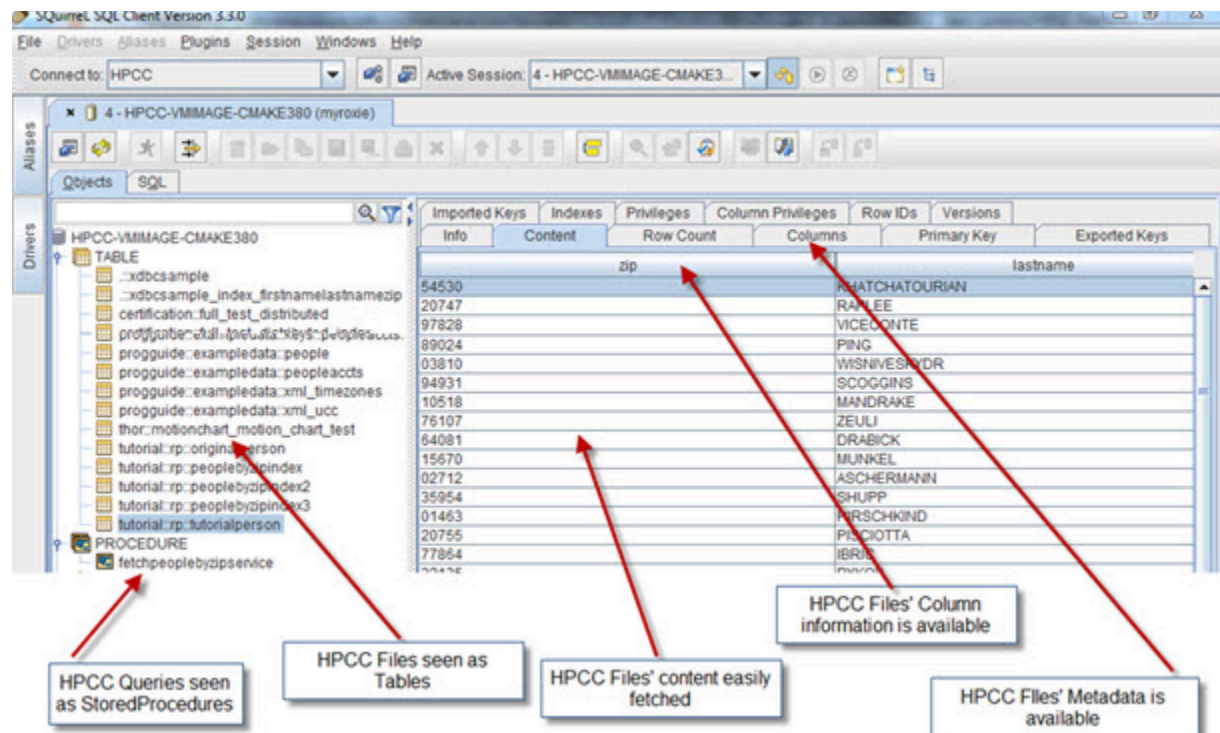 SQuirreL SQL Client Version 3.3.0
File Drivers Aliases Plugins Session Windows Help
Connect to: HPCC Active Session: 4 - HPCC-VMIMAGE-CMAKE3...
4 - HPCC-VMIMAGE-CMAKE380 (myroxie)
Aliases
Drivers
Objects SQL
HPCC-VMIMAGE-CMAKE380
TABLE
.::xdbcsample
.::xdbcsample_index_firstnamelastnamezip
certification::full_test_distributed
progguide::exampledata::people
progguide::exampledata::peopleaccts
progguide::exampledata::xml_timezones
progguide::exampledata::xml_ucc
thor::motionchart_motion_chart_test
tutorial::rp::originalperson
tutorial::rp::peoplebyzipindex
tutorial::rp::peoplebyzipindex2
tutorial::rp::peoplebyzipindex3
tutorial::rp::tutorialperson
PROCEDURE
fetchpeoplebyzipservice
Imported Keys Indexes Privileges Column Privileges Row IDs Versions
Info Content Row Count Columns Primary Key Exported Keys
zip lastname
54530 KHATCHATOURIAN
20747
97828 VICECONTE
89024 PING
03810
94931 SCOGGINS
10518 MANDRAKE
76107 ZEULI
64081 DRABICK
15670 MUNKEL
02712 ASCHERMANN
35954 SHUPP
01463 HIRSCHKIND
20755 PISCIOTTA
77864
HPCC Queries seen
as StoredProcedures
HPCC Files seen as
Tables
HPCC Files' content easily
fetched
HPCC Files' Column
information is available
HPCC FIles' Metadata is
available